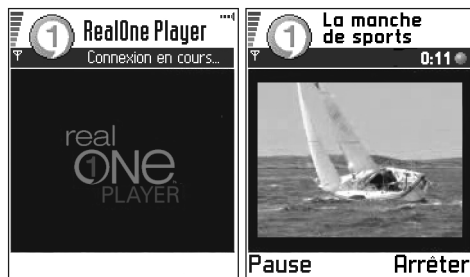 RealOne Player
Connexion en cours...
real
ONE
PLAYER
La manche
de sports
0:11
Pause
Arrêter